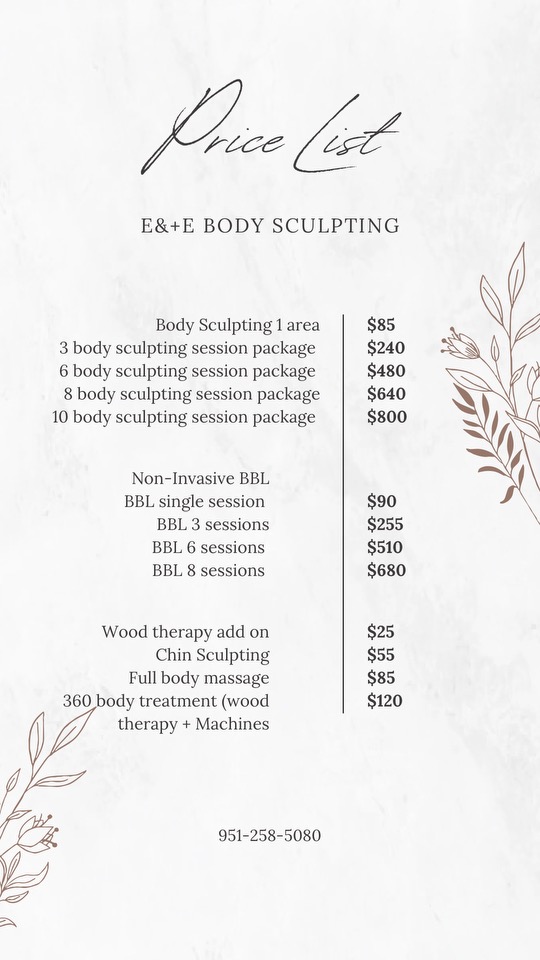 Price List
E&+E BODY SCULPTING
Body Sculpting 1 area $85
3 body sculpting session package $240
6 body sculpting session package $480
8 body sculpting session package $640
10 body sculpting session package $800
Non-Invasive BBL
BBL single session $90
BBL 3 sessions $255
BBL 6 sessions $510
BBL 8 sessions $680
Wood therapy add on $25
Chin Sculpting $55
Full body massage $85
360 body treatment (wood $120
therapy + Machines
951-258-5080